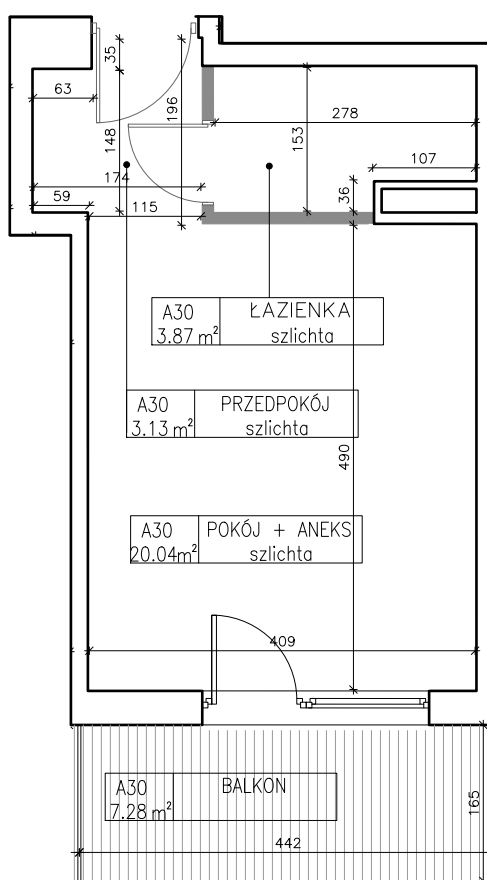 35
63
196
278
148
153
107
174
36
59
115
A30 ŁAZIENKA
3.87 m² szlichta
A30 PRZEDPOKÓJ
3.13 m² szlichta
490
A30 POKÓJ + ANEKS
20.04m² szlichta
409
A30 BALKON
7.28 m²
165
442